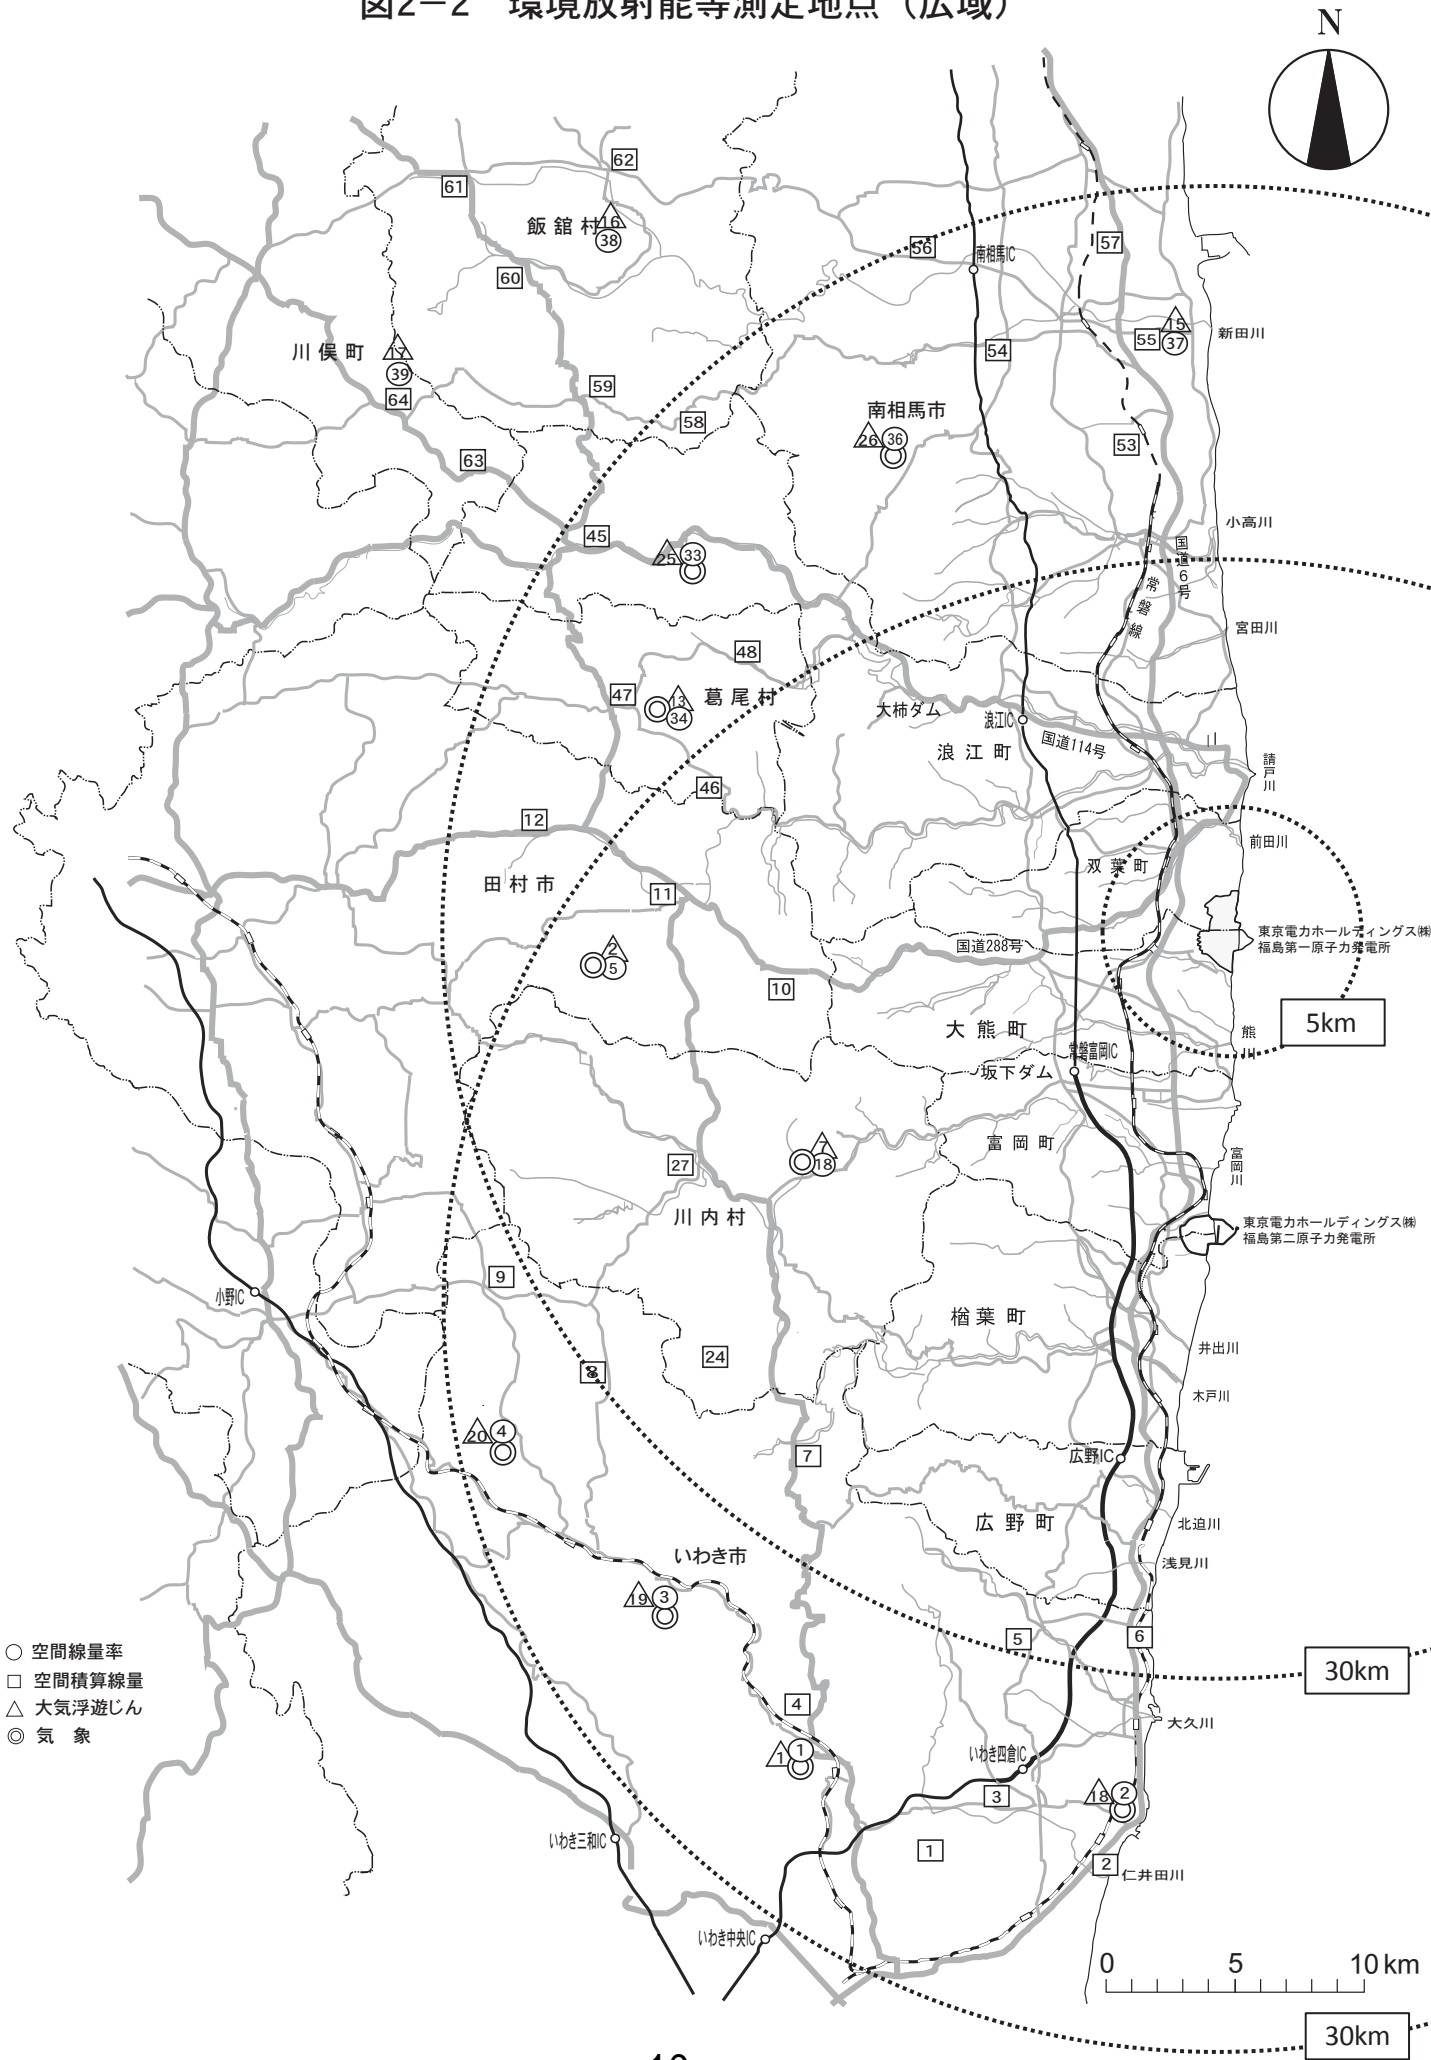 図2-2 環境放射能等測定地点(広域)
N
62
61
飯舘村
16
38
60
56
南相馬IC
57
川俣町
17
39
64
54
15
55
37
新田川
59
58
南相馬市
26
36
53
63
45
25
33
小高川
国道6号
常磐線
宮田川
48
47
13
34
葛尾村
大柿ダム
浪江IC
国道114号
浪江町
川
請戸川
46
12
前田川
双葉町
田村市
11
2
5
国道288号
東京電力ホールディングス㈱
福島第一原子力発電所
10
5km
大熊町
熊川
常磐富岡IC
坂下ダム
7
18
富岡町
27
富岡川
川内村
東京電力ホールディングス㈱
福島第二原子力発電所
9
小野IC
楢葉町
24
井出川
8
木戸川
20
4
7
広野IC
広野町
北迫川
いわき市
浅見川
19
3
5
6
○ 空間線量率
□ 空間積算線量
△ 大気浮遊じん
◎ 気 象
30km
4
大久川
1
1
いわき四倉IC
3
18
2
いわき三和IC
1
2
仁井田川
いわき中央IC
0 5 10 km
30km